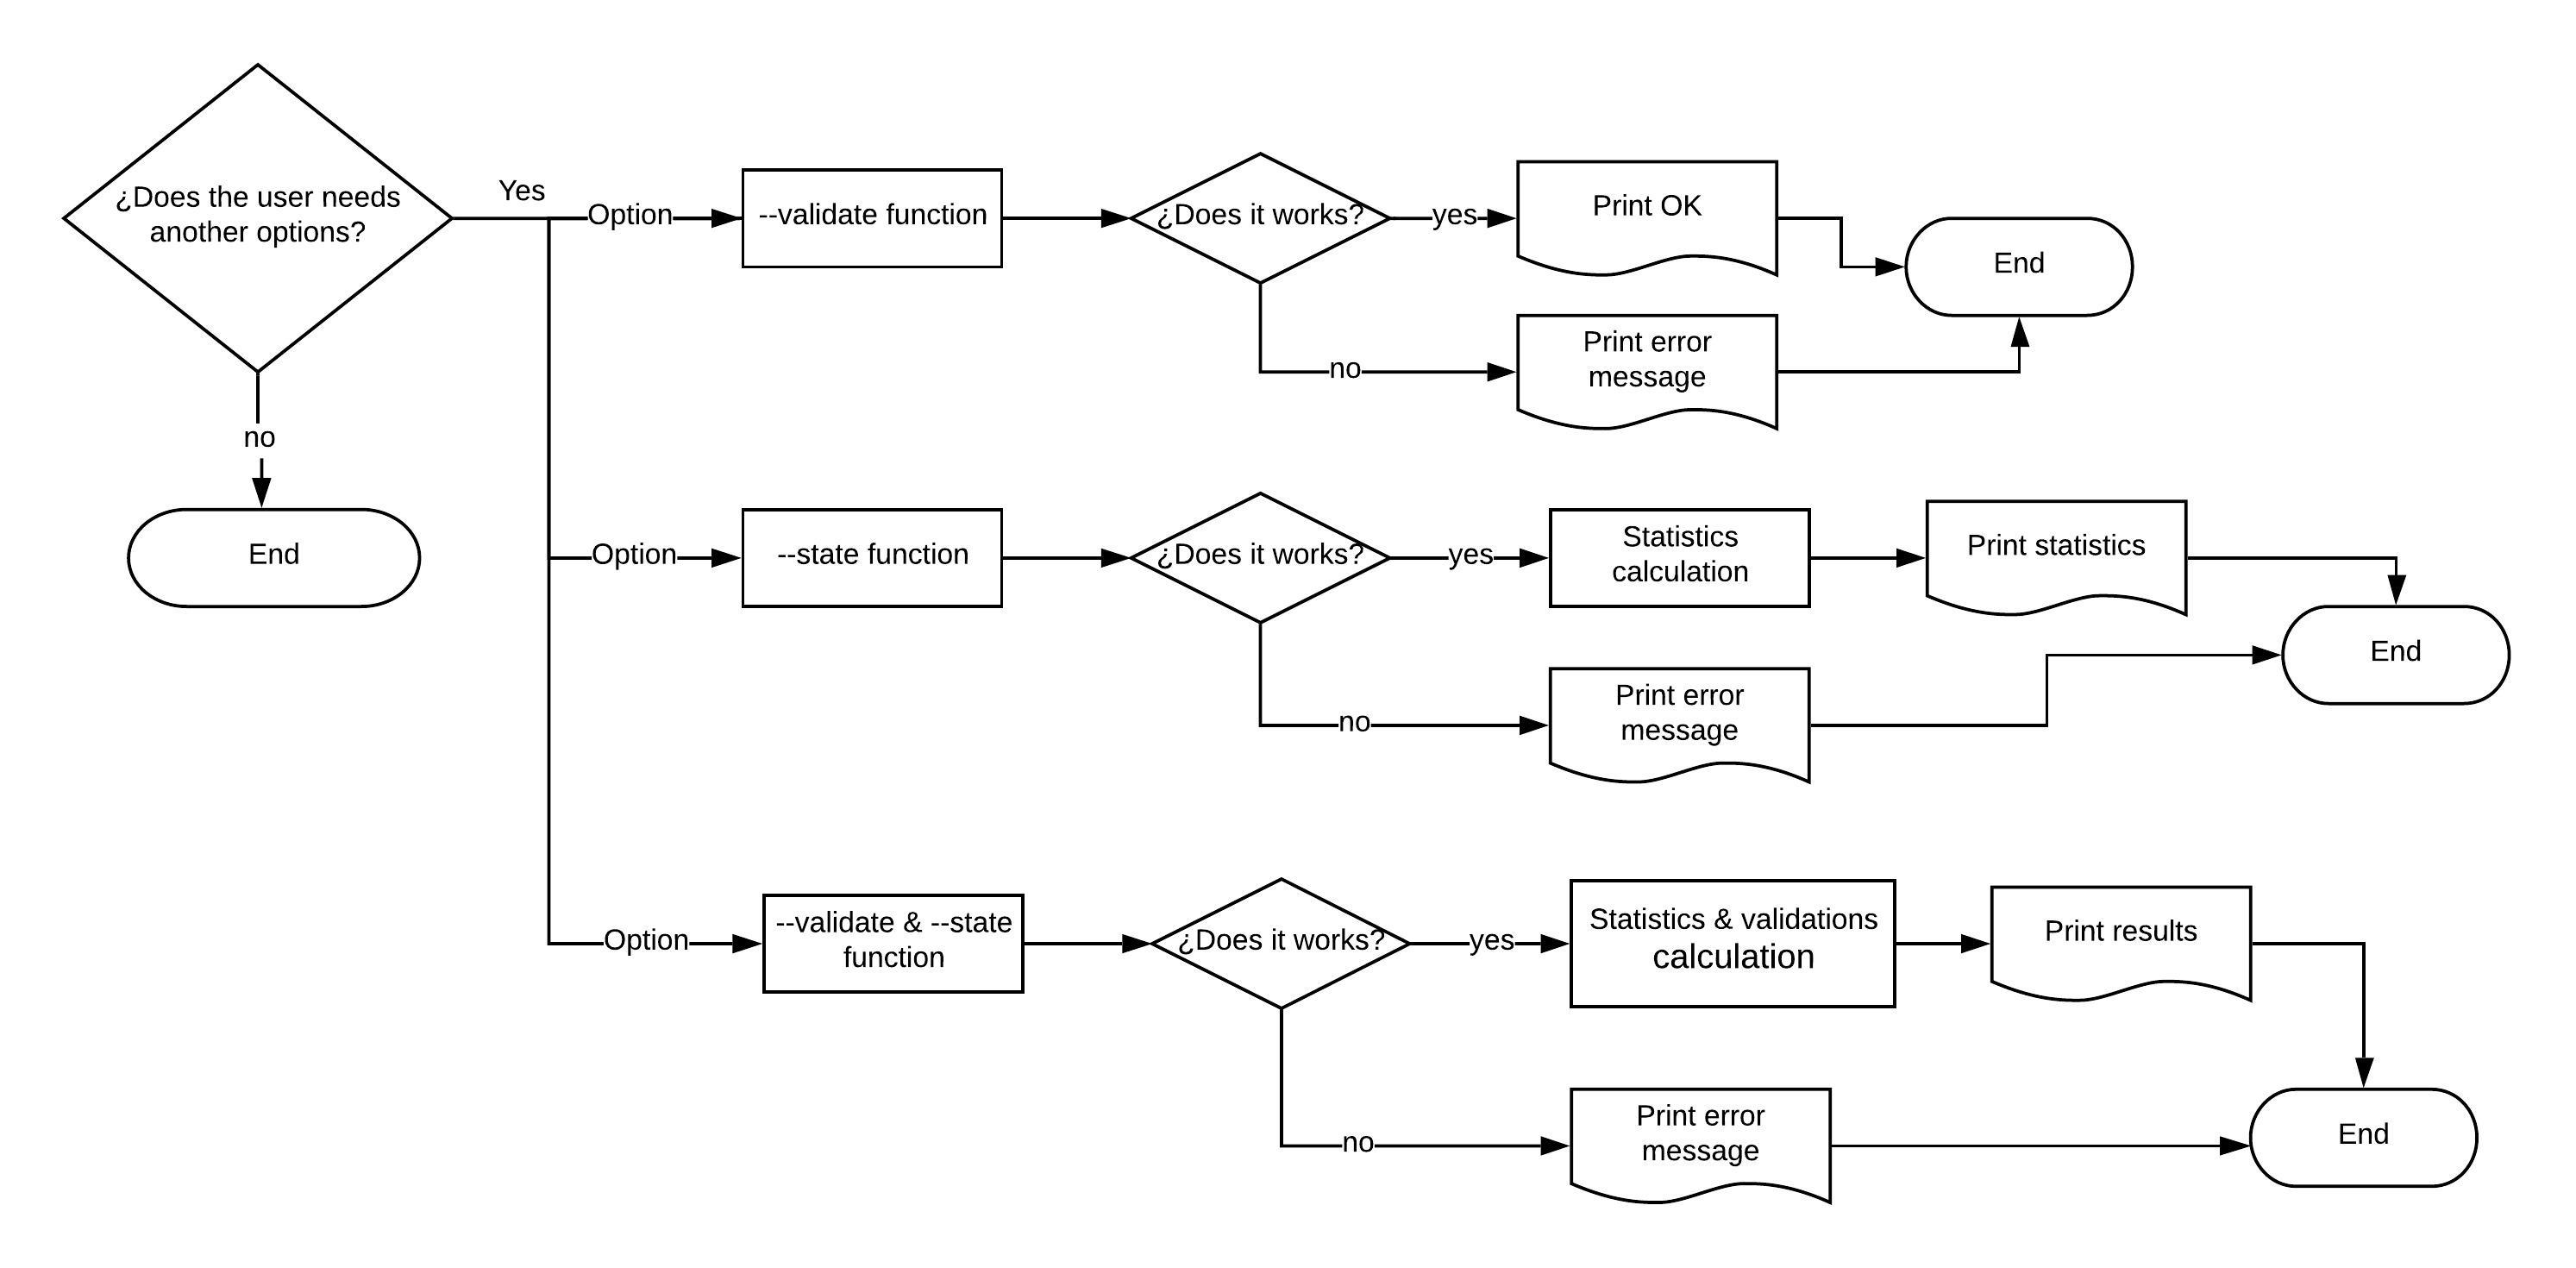 ¿Does the user needs
another options?
Yes
no
End
Option
--validate function
¿Does it works?
yes
Print OK
End
no
Print error
message
Option
--state function
¿Does it works?
yes
Statistics
calculation
Print statistics
End
no
Print error
message
Option
--validate & --state
function
¿Does it works?
yes
Statistics & validations
calculation
Print results
End
no
Print error
message